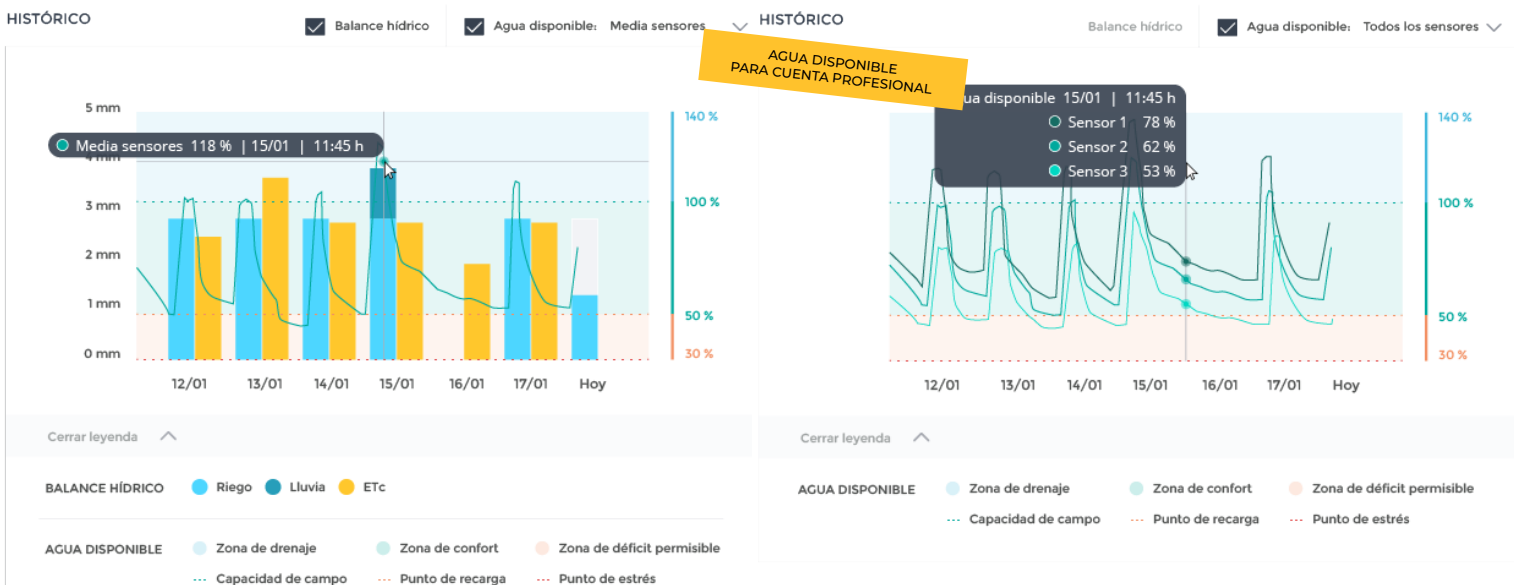 HISTÓRICO
Balance hídrico
Agua disponible: Media sensores
5 mm
Media sensores 118 % | 15/01 | 11:45 h
4 mm
3 mm
2 mm
1 mm
0 mm
140 %
100 %
50 %
30 %
12/01 13/01 14/01 15/01 16/01 17/01 Hoy
Cerrar leyenda
BALANCE HÍDRICO Riego Lluvia ETc
AGUA DISPONIBLE Zona de drenaje Zona de confort Zona de déficit permisible
Capacidad de campo Punto de recarga Punto de estrés
AGUA DISPONIBLE
PARA CUENTA PROFESIONAL
HISTÓRICO
Balance hídrico
Agua disponible: Todos los sensores
disponible 15/01 | 11:45 h
Sensor 1 78 %
Sensor 2 62 %
Sensor 3 53 %
140 %
100 %
50 %
30 %
12/01 13/01 14/01 15/01 16/01 17/01 Hoy
Cerrar leyenda
AGUA DISPONIBLE Zona de drenaje Zona de confort Zona de déficit permisible
Capacidad de campo Punto de recarga Punto de estrés